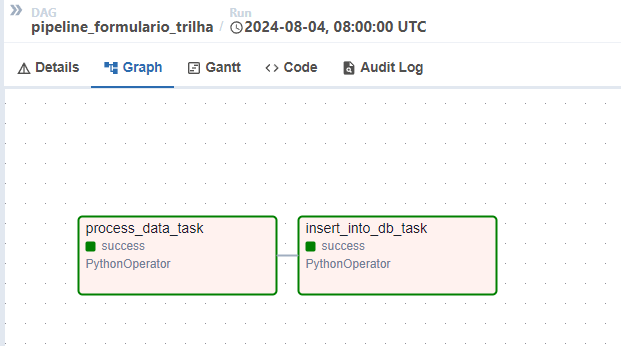 DAG
pipeline_formulario_trilha / Run
2024-08-04, 08:00:00 UTC
Details Graph Gantt Code Audit Log
process_data_task
success
PythonOperator
insert_into_db_task
success
PythonOperator